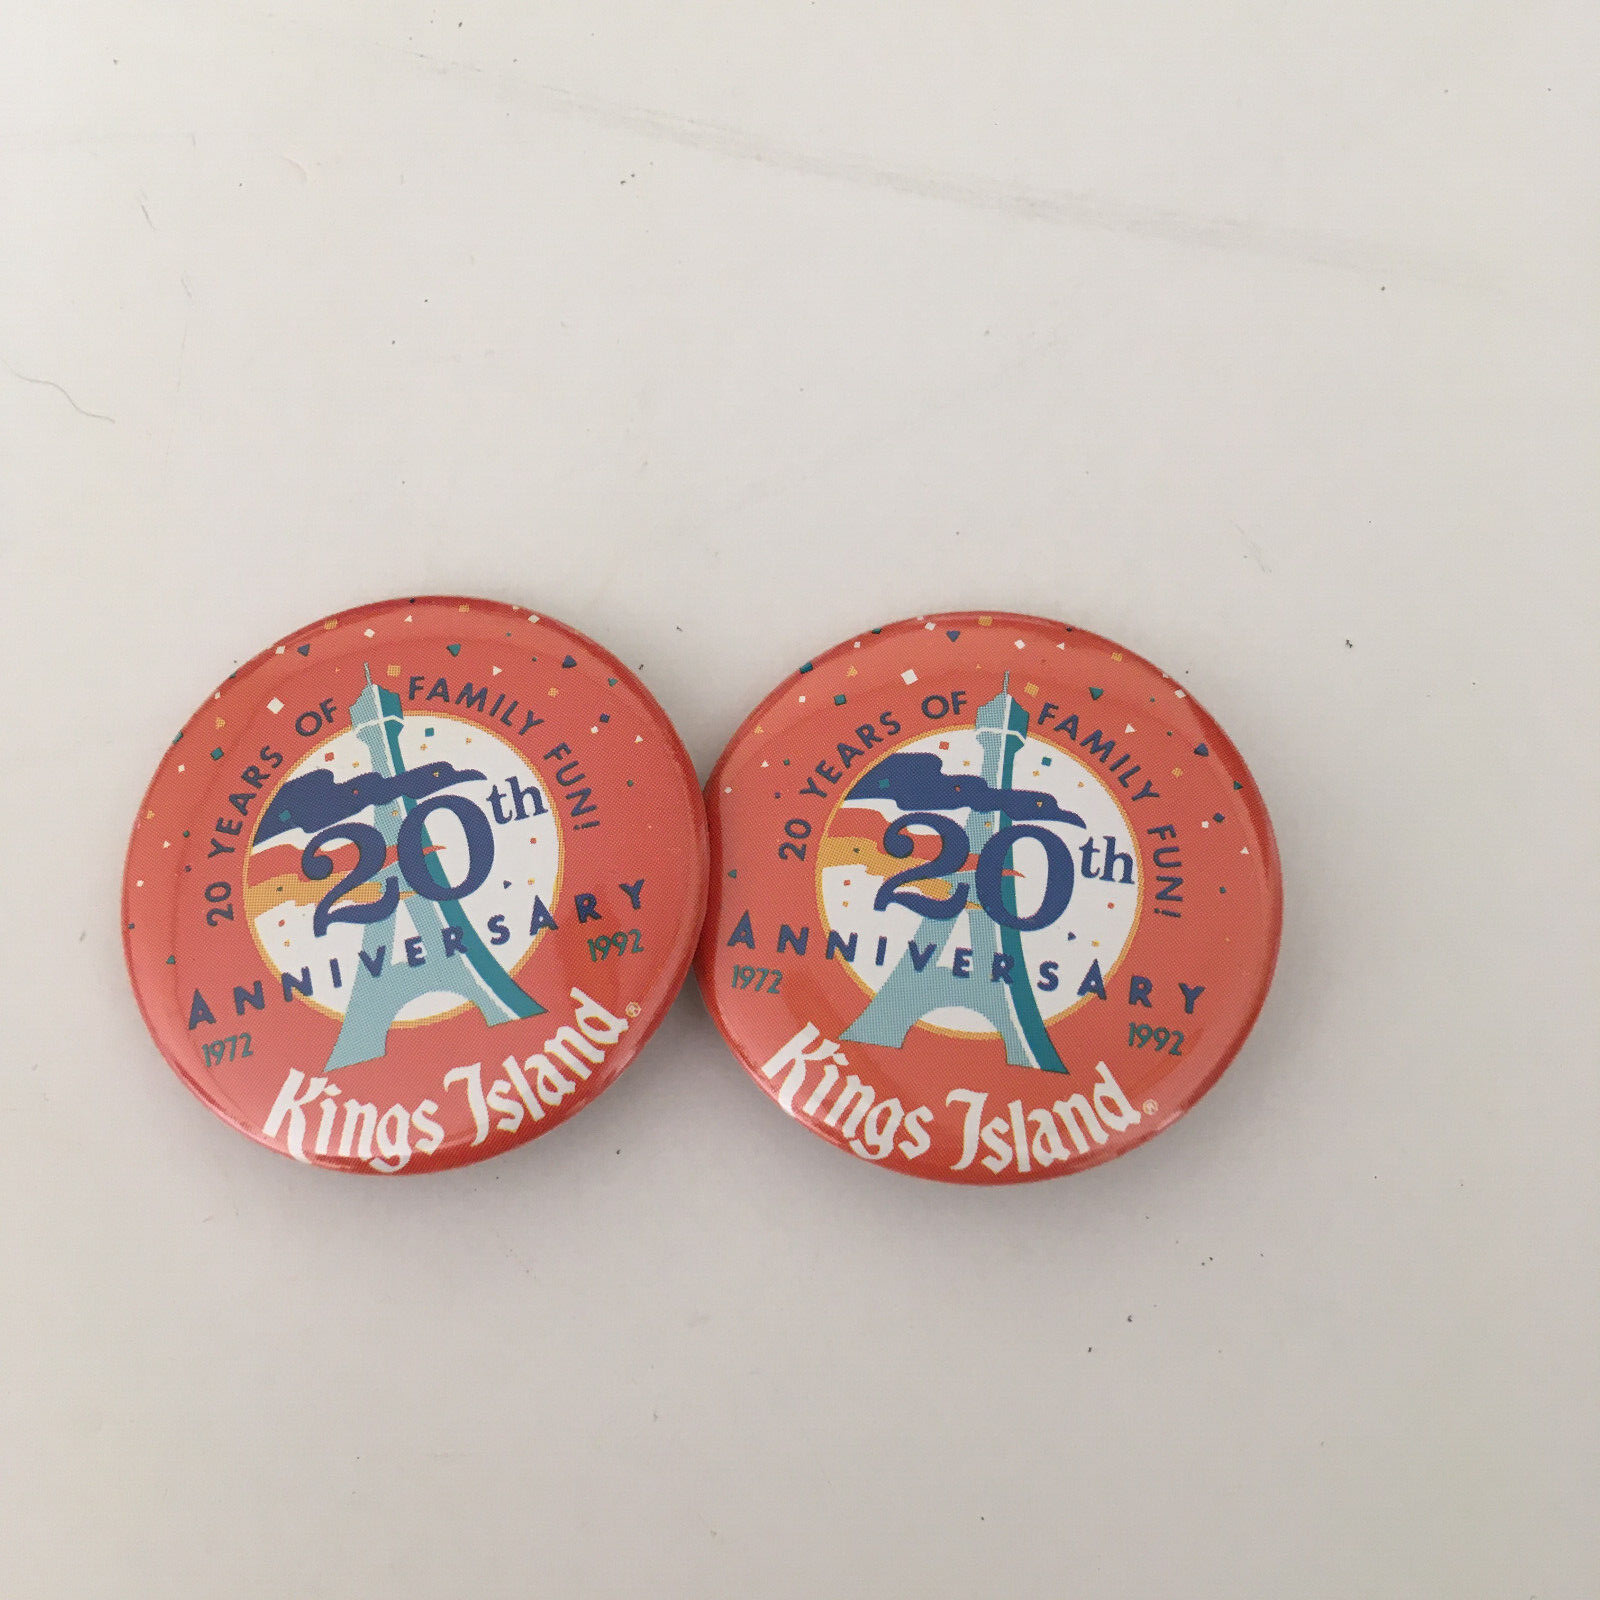 20 YEARS OF FAMILY FUN!
20th
ANNIVERSARY
1972 1992
Kings Island®
20 YEARS OF FAMILY FUN!
20th
ANNIVERSARY
1972 1992
Kings Island®